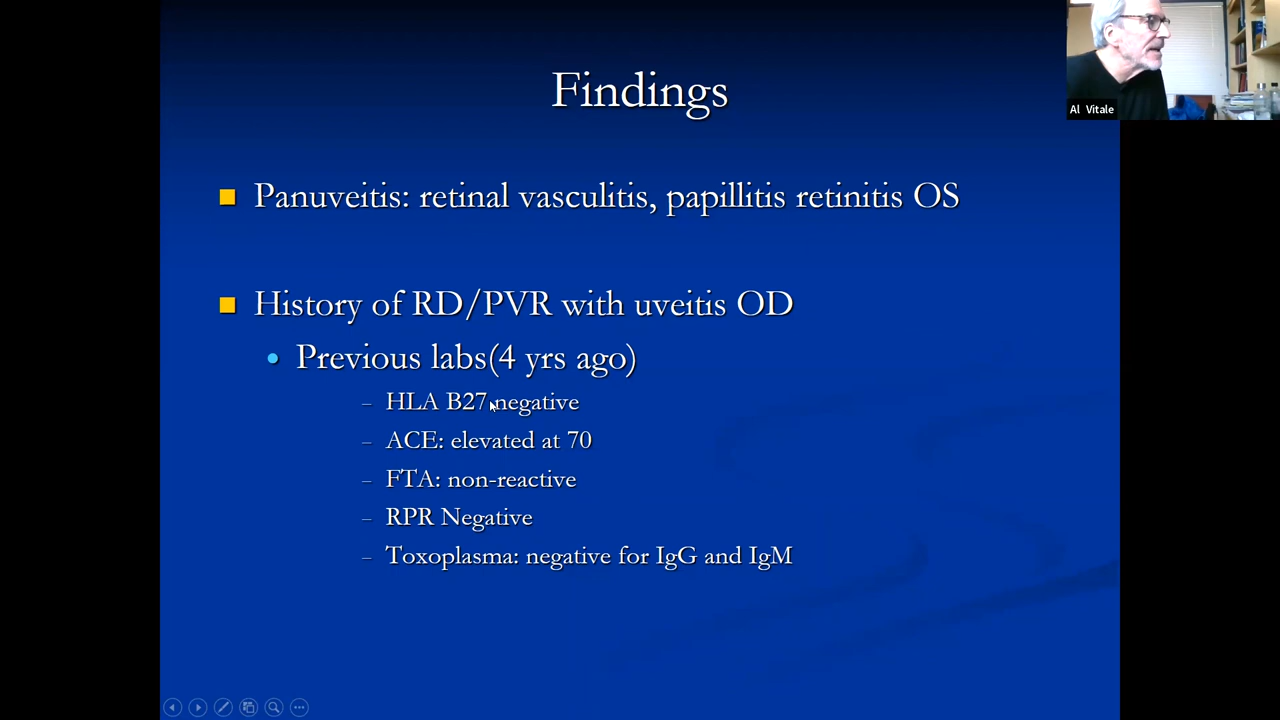 Findings
Al Vitale
Panuveitis: retinal vasculitis, papillitis retinitis OS
History of RD/PVR with uveitis OD
Previous labs(4 yrs ago)
– HLA B27 negative
– ACE: elevated at 70
– FTA: non-reactive
– RPR Negative
– Toxoplasma: negative for IgG and IgM